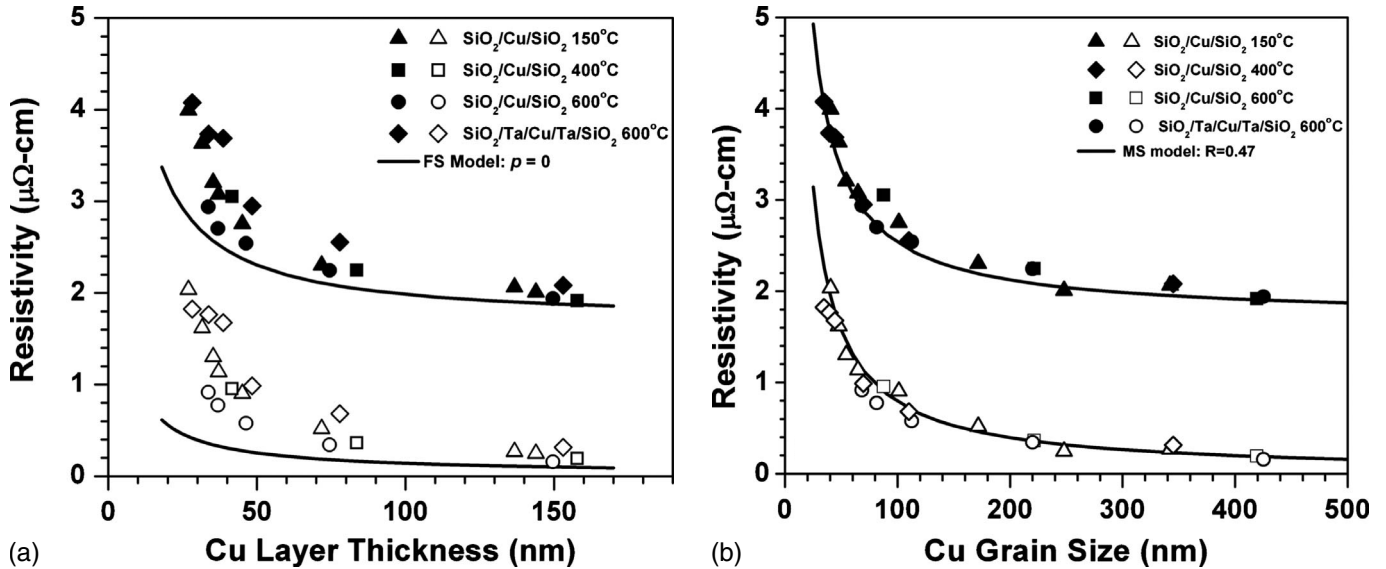 5
4
3
2
1
0
Resistivity (μΩ-cm)
SiO2/Cu/SiO2 150°C
SiO2/Cu/SiO2 400°C
SiO2/Cu/SiO2 600°C
SiO2/Ta/Cu/Ta/SiO2 600°C
FS Model: p = 0
0 50 100 150
(a)
Cu Layer Thickness (nm)
5
4
3
2
1
0
Resistivity (μΩ-cm)
SiO2/Cu/SiO2 150°C
SiO2/Cu/SiO2 400°C
SiO2/Cu/SiO2 600°C
SiO2/Ta/Cu/Ta/SiO2 600°C
MS model: R=0.47
0 100 200 300 400 500
(b)
Cu Grain Size (nm)